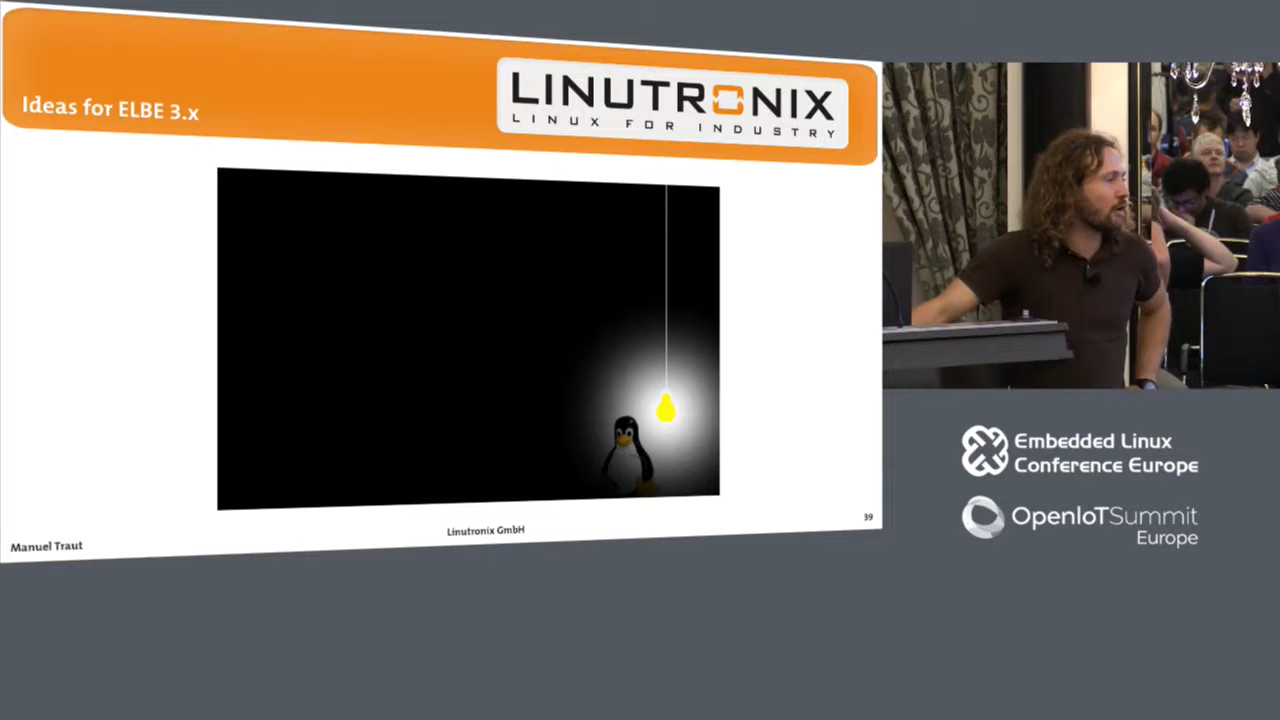 Ideas for ELBE 3.x
LINUTRONIX
LINUX FOR INDUSTRY
Manuel Traut
Linutronix GmbH
39
Embedded Linux
Conference Europe
OpenIoTSummit
Europe